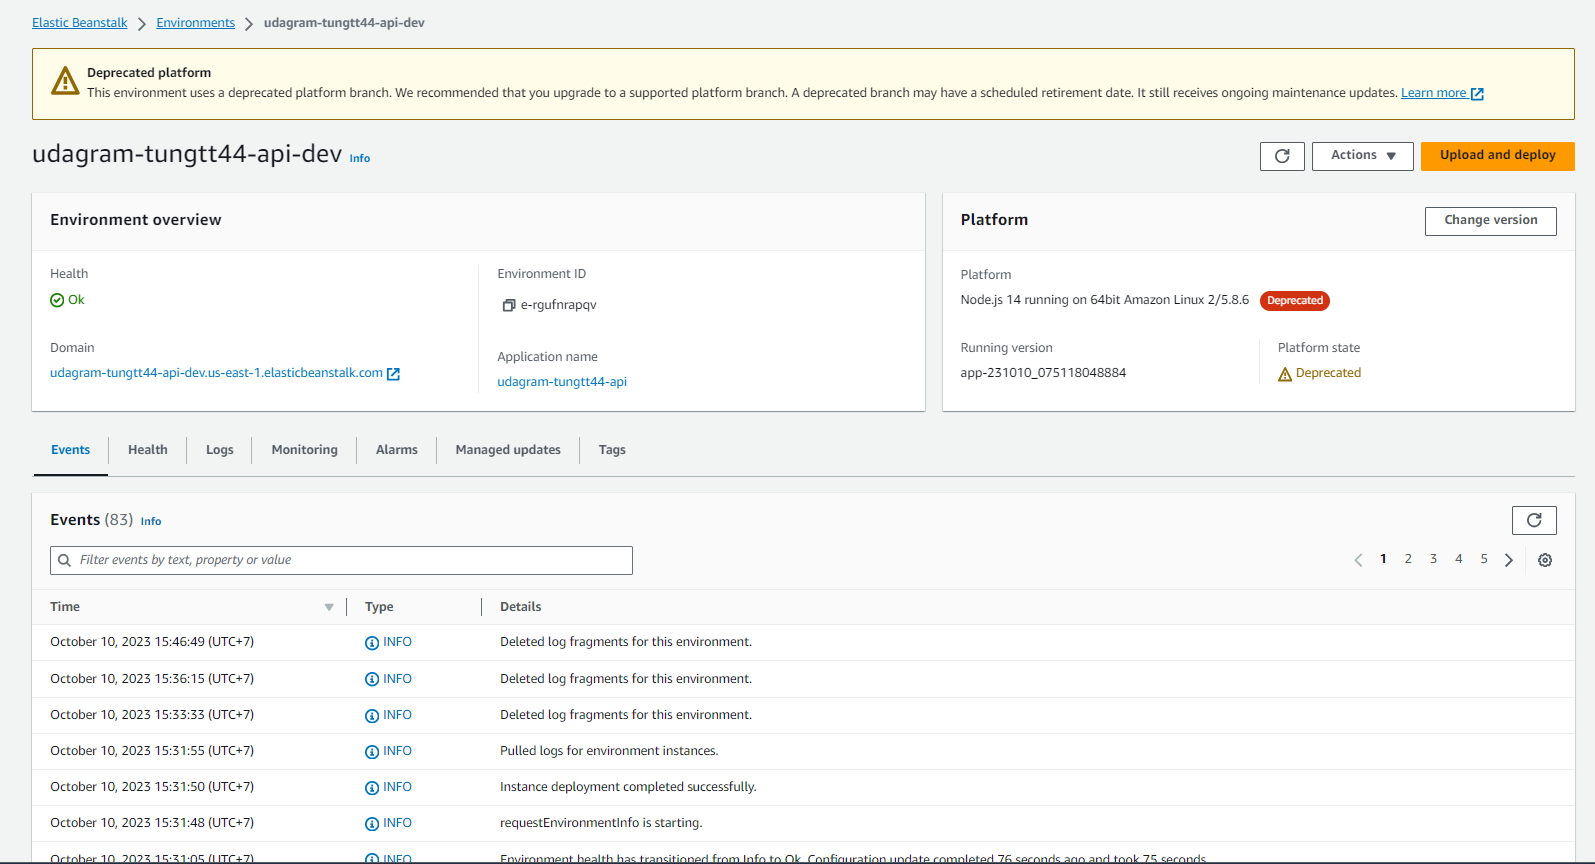 Elastic Beanstalk > Environments > udagram-tungtt44-api-dev
Deprecated platform
This environment uses a deprecated platform branch. We recommended that you upgrade to a supported platform branch. A deprecated branch may have a scheduled retirement date. It still receives ongoing maintenance updates. Learn more
udagram-tungtt44-api-dev Info
Actions
Upload and deploy
Environment overview
Health
Ok
Domain
udagram-tungtt44-api-dev.us-east-1.elasticbeanstalk.com
Environment ID
e-rgufnrapqv
Application name
udagram-tungtt44-api
Platform
Change version
Platform
Node.js 14 running on 64bit Amazon Linux 2/5.8.6 Deprecated
Running version
app-231010_075118048884
Platform state
Deprecated
Events Health Logs Monitoring Alarms Managed updates Tags
Events (83) Info
Filter events by text, property or value
1 2 3 4 5
Time Type Details
October 10, 2023 15:46:49 (UTC+7) INFO Deleted log fragments for this environment.
October 10, 2023 15:36:15 (UTC+7) INFO Deleted log fragments for this environment.
October 10, 2023 15:33:33 (UTC+7) INFO Deleted log fragments for this environment.
October 10, 2023 15:31:55 (UTC+7) INFO Pulled logs for environment instances.
October 10, 2023 15:31:50 (UTC+7) INFO Instance deployment completed successfully.
October 10, 2023 15:31:48 (UTC+7) INFO requestEnvironmentInfo is starting.
October 10, 2023 15:31:05 (UTC+7) INFO Environment health has transitioned from Info to Ok. Configuration update completed 76 seconds ago and took 75 seconds.